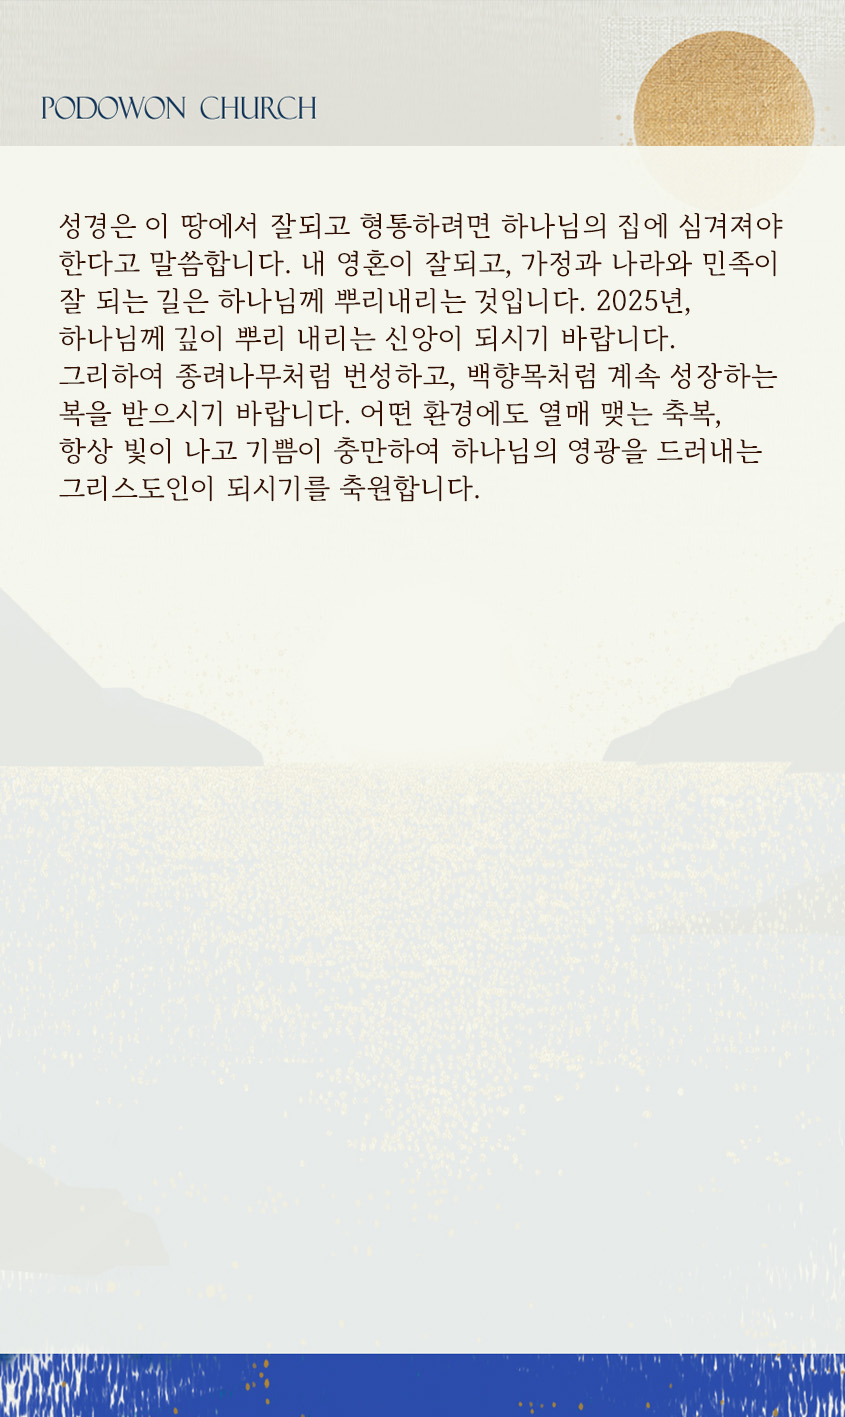 PODOWON CHURCH
성경은 이 땅에서 잘되고 형통하려면 하나님의 집에 심겨져야
한다고 말씀합니다. 내 영혼이 잘되고, 가정과 나라와 민족이
잘 되는 길은 하나님께 뿌리내리는 것입니다. 2025년,
하나님께 깊이 뿌리 내리는 신앙이 되시기 바랍니다.
그리하여 종려나무처럼 번성하고, 백향목처럼 계속 성장하는
복을 받으시기 바랍니다. 어떤 환경에도 열매 맺는 축복,
항상 빛이 나고 기쁨이 충만하여 하나님의 영광을 드러내는
그리스도인이 되시기를 축원합니다.